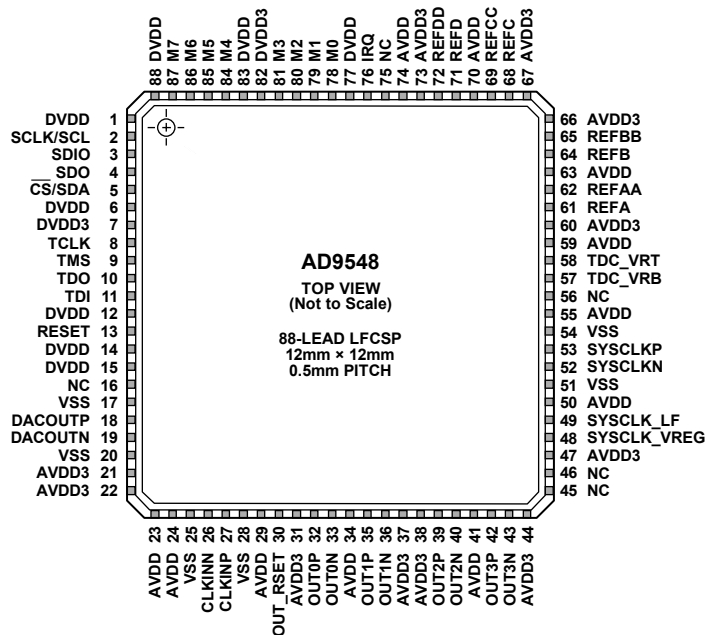 88 DVDD
87 M7
86 M6
85 M5
84 M4
83 DVDD
82 DVDD3
81 M3
80 M2
79 M1
78 M0
77 DVDD
76 IRQ
75 NC
74 AVDD
73 AVDD3
72 REFDD
71 REFD
70 AVDD
69 REFCC
68 REFC
67 AVDD3
DVDD 1
SCLK/SCL 2
SDIO 3
SDO 4
CS/SDA 5
DVDD 6
DVDD3 7
TCLK 8
TMS 9
TDO 10
TDI 11
DVDD 12
RESET 13
DVDD 14
DVDD 15
NC 16
VSS 17
DACOUTP 18
DACOUTN 19
VSS 20
AVDD3 21
AVDD3 22
AD9548
TOP VIEW
(Not to Scale)
88-LEAD LFCSP
12mm × 12mm
0.5mm PITCH
66 AVDD3
65 REFBB
64 REFB
63 AVDD
62 REFAA
61 REFA
60 AVDD3
59 AVDD
58 TDC_VRT
57 TDC_VRB
56 NC
55 AVDD
54 VSS
53 SYSCLKP
52 SYSCLKN
51 VSS
50 AVDD
49 SYSCLK_LF
48 SYSCLK_VREG
47 AVDD3
46 NC
45 NC
AVDD 23
AVDD 24
VSS 25
CLKINN 26
CLKINP 27
VSS 28
AVDD 29
OUT_RSET 30
AVDD3 31
OUT0P 32
OUT0N 33
AVDD 34
OUT1P 35
OUT1N 36
AVDD3 37
AVDD3 38
OUT2P 39
OUT2N 40
AVDD 41
OUT3P 42
OUT3N 43
AVDD3 44